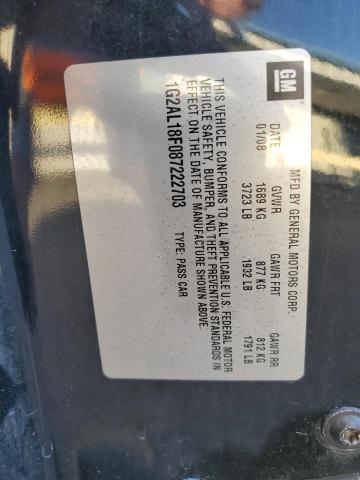 GM
MFD BY GENERAL MOTORS CORP.
DATE GVWR GAWR FRT GAWR RR
01/08 1689 KG 877 KG 812 KG
3723 LB 1932 LB 1791 LB
THIS VEHICLE CONFORMS TO ALL APPLICABLE U.S. FEDERAL MOTOR
VEHICLE SAFETY, BUMPER, AND THEFT PREVENTION STANDARDS IN
EFFECT ON THE DATE OF MANUFACTURE SHOWN ABOVE.
1G2AL18F087222703 TYPE: PASS CAR